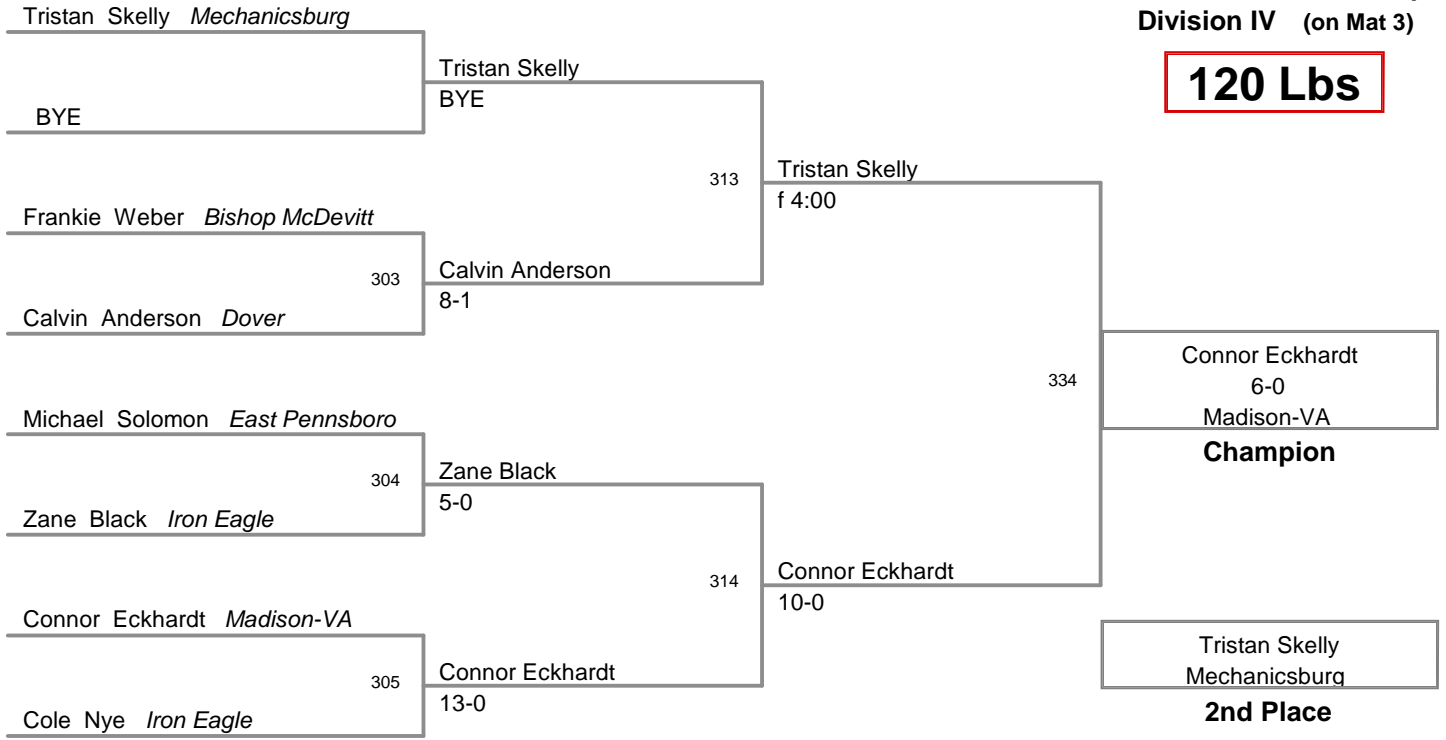 Tristan Skelly Mechanicsburg
Division IV (on Mat 3)
120 Lbs
Tristan Skelly
BYE
BYE
313
Tristan Skelly
f 4:00
Frankie Weber Bishop McDevitt
303
Calvin Anderson
8-1
Calvin Anderson Dover
334
Connor Eckhardt
6-0
Madison-VA
Champion
Michael Solomon East Pennsboro
304
Zane Black
5-0
Zane Black Iron Eagle
314
Connor Eckhardt
10-0
Connor Eckhardt Madison-VA
305
Connor Eckhardt
13-0
Cole Nye Iron Eagle
Tristan Skelly
Mechanicsburg
2nd Place